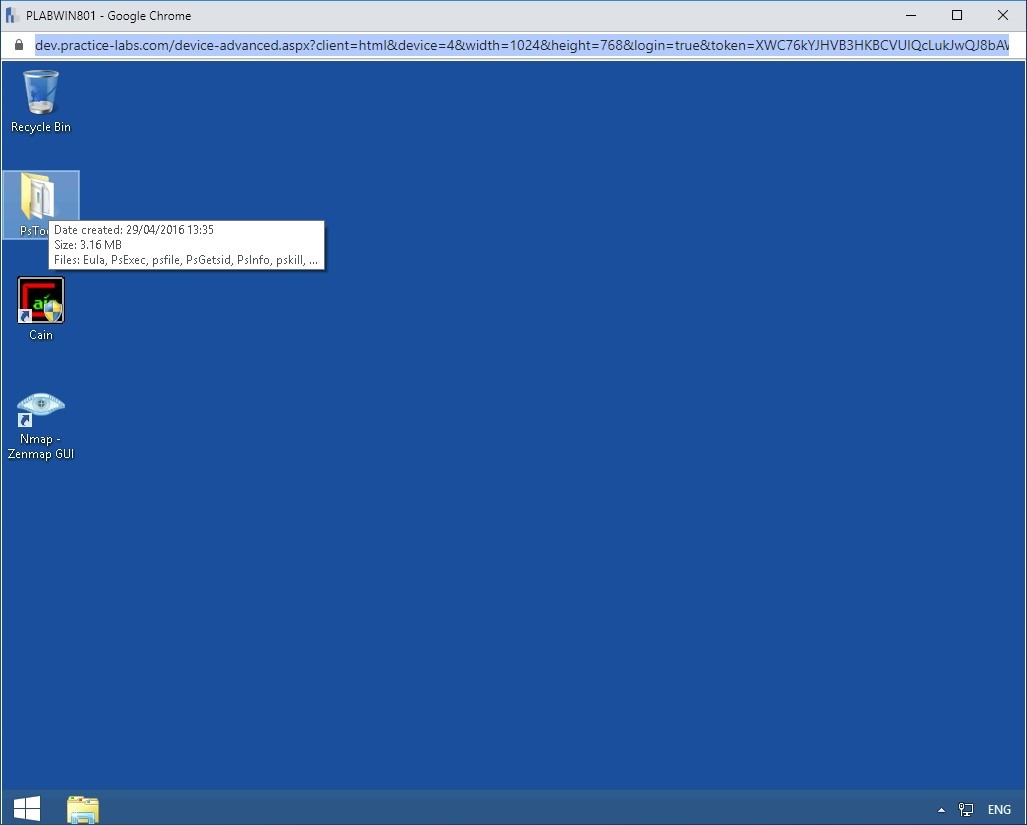 PLABWIN801 - Google Chrome
dev.practice-labs.com/device-advanced.aspx?client=html&device=4&width=1024&height=768&login=true&token=XWC76kYJHVB3HKBCVUIQcLukJwQJ8bA
Recycle Bin
PsTo
Date created: 29/04/2016 13:35
Size: 3.16 MB
Files: Eula, PsExec, psfile, PsGetsid, PsInfo, pskill, ...
Cain
Nmap -
Zenmap GUI
ENG